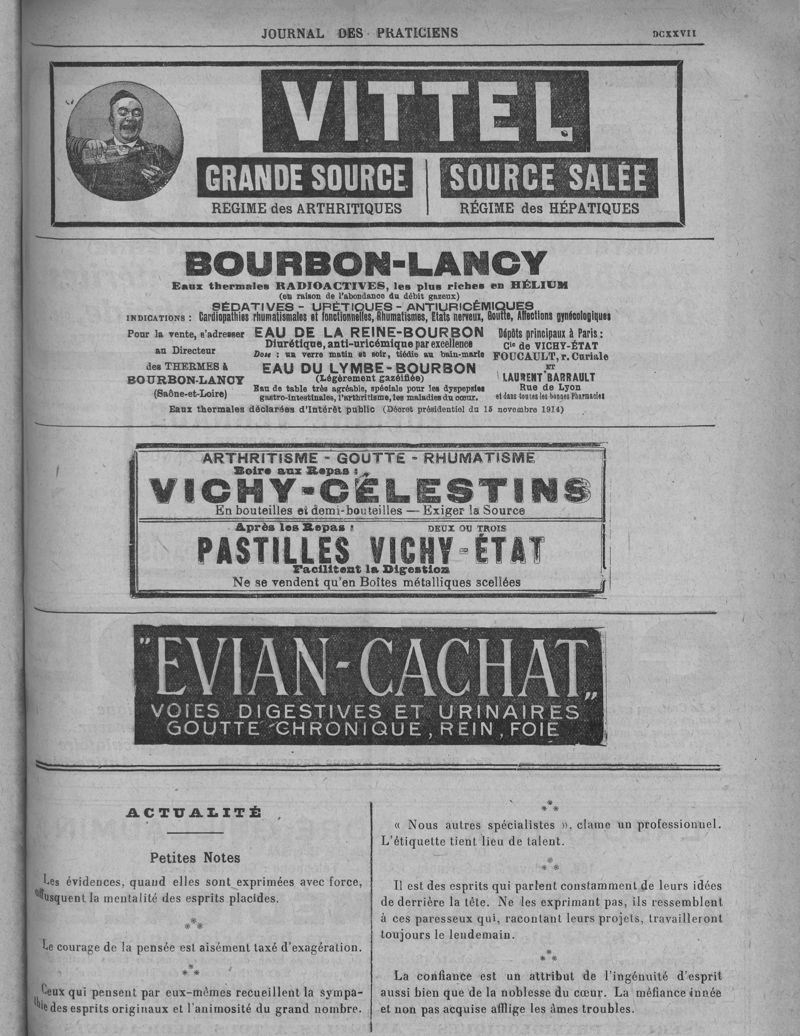 JOURNAL DES PRATICIENS
DCXXVII
VITTEL
GRANDE SOURCE
REGIME des ARTHRITIQUES
SOURCE SALÉE
RÉGIME des HÉPATIQUES
BOURBON-LANCY
Eaux thermales RADIOACTIVES, les plus riches en HÉLIUM
(en raison de l'abondance du débit gazeux)
SÉDATIVES - URÉTIQUES - ANTIURICÉMIQUES
INDICATIONS : Cardiopathies rhumatismales et fonctionnelles, Rhumatismes, Etats nerveux, Goutte, Affections gynécologiques
Pour la vente, s'adresser
au Directeur
des THERMES à
BOURBON-LANCY
(Saône-et-Loire)
EAU DE LA REINE-BOURBON
Diurétique, anti-uricémique par excellence
Dose : un verre matin et soir, tiédie au bain-marie
EAU DU LYMBE-BOURBON
(Légèrement gazéifiée)
Eau de table très agréable, spéciale pour les dyspepsies
gastro-intestinales, l'arthritisme, les maladies du cœur.
Dépôts principaux à Paris :
Cie de VICHY-ÉTAT
FOUCAULT, r. Curiale
ET
LAURENT BARRAULT
Rue de Lyon
et dans toutes les bonnes Pharmacies
Eaux thermales déclarées d'Intérêt public (Décret présidentiel du 15 novembre 1914)
ARTHRITISME - GOUTTE - RHUMATISME
Boire aux Repas :
VICHY-CÉLESTINS
En bouteilles et demi-bouteilles — Exiger la Source
Après les Repas : DEUX OU TROIS
PASTILLES VICHY-ÉTAT
Facilitent la Digestion
Ne se vendent qu'en Boîtes métalliques scellées
"EVIAN-CACHAT„
VOIES DIGESTIVES ET URINAIRES
GOUTTE CHRONIQUE, REIN, FOIE
ACTUALITÉ
Petites Notes
Les évidences, quand elles sont exprimées avec force,
offusquent la mentalité des esprits placides.
***
Le courage de la pensée est aisément taxé d'exagération.
***
Ceux qui pensent par eux-mêmes recueillent la sympa-
thie des esprits originaux et l'animosité du grand nombre.
***
« Nous autres spécialistes », clame un professionnel.
L'étiquette tient lieu de talent.
***
Il est des esprits qui parlent constamment de leurs idées
de derrière la tête. Ne les exprimant pas, ils ressemblent
à ces paresseux qui, racontant leurs projets, travailleront
toujours le lendemain.
***
La confiance est un attribut de l'ingénuité d'esprit
aussi bien que de la noblesse du cœur. La méfiance innée
et non pas acquise afflige les âmes troubles.